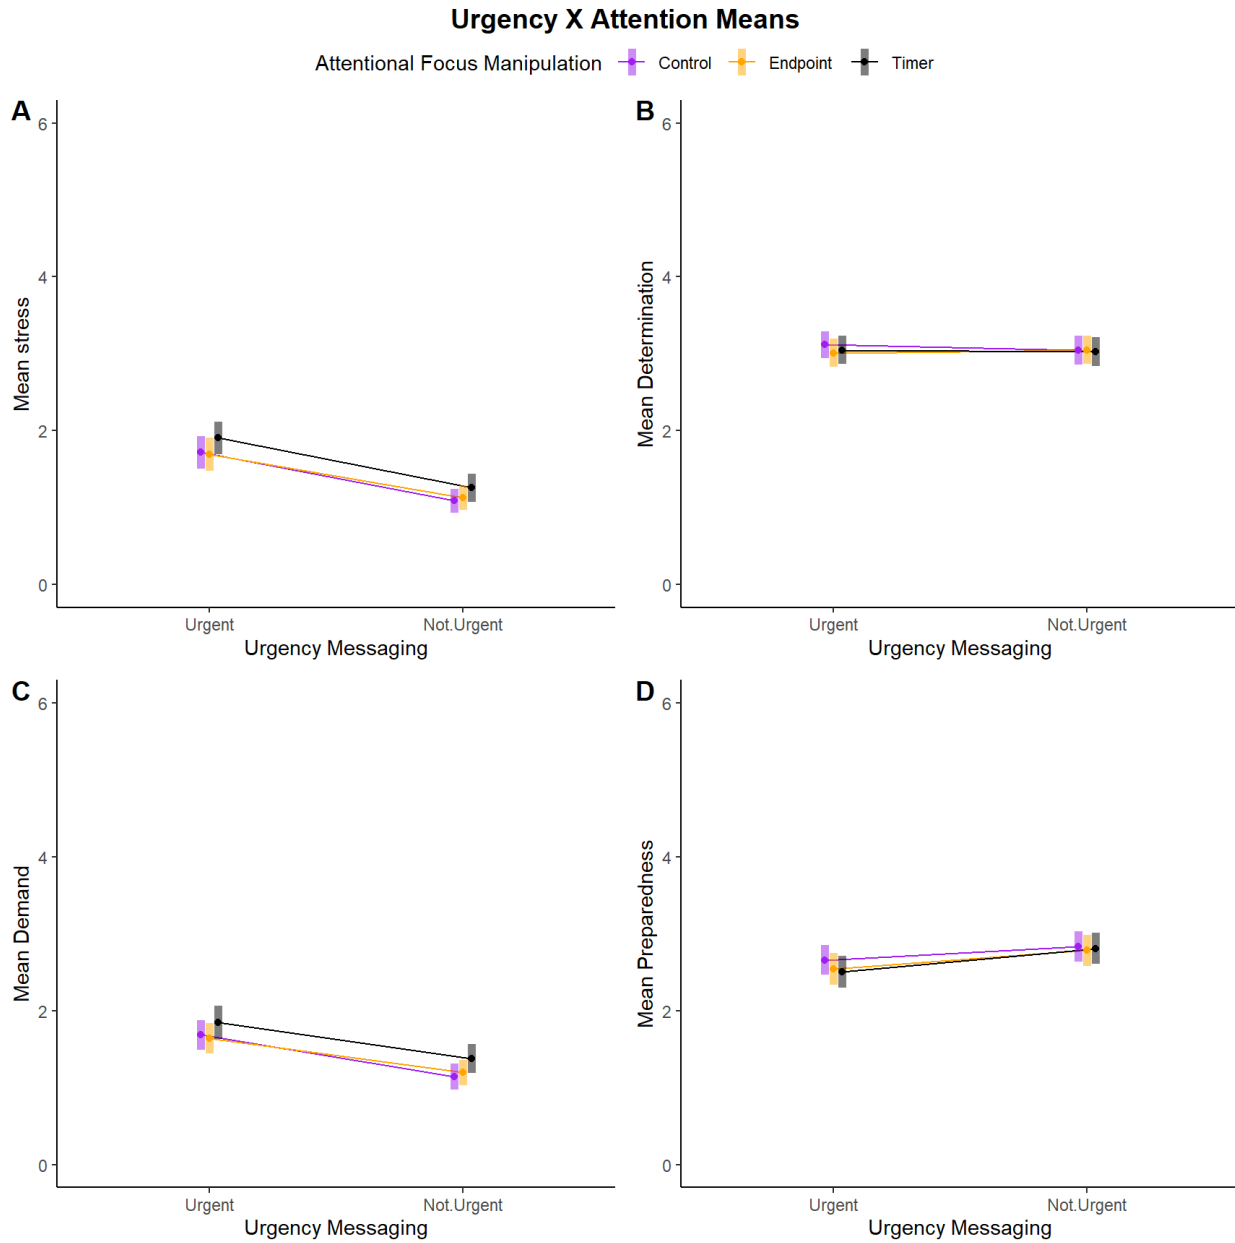 Urgency X Attention Means
Attentional Focus Manipulation Control Endpoint Timer
A
6
4
2
0
Mean stress
Urgent Not.Urgent
Urgency Messaging
B
6
4
2
0
Mean Determination
Urgent Not.Urgent
Urgency Messaging
C
6
4
2
0
Mean Demand
Urgent Not.Urgent
Urgency Messaging
D
6
4
2
0
Mean Preparedness
Urgent Not.Urgent
Urgency Messaging